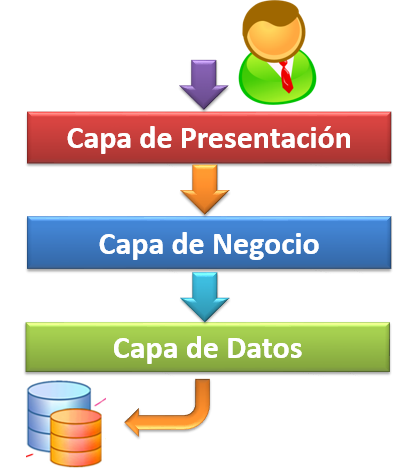 Capa de Presentación
Capa de Negocio
Capa de Datos